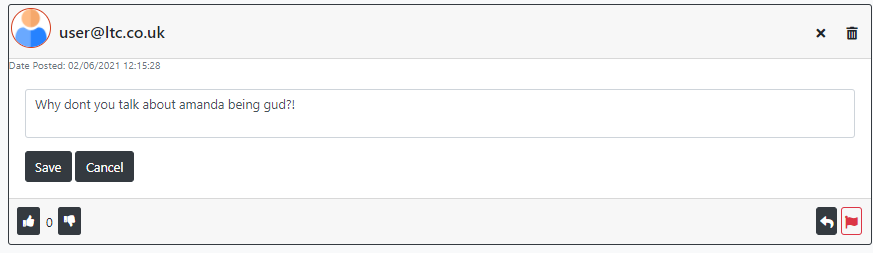 user@ltc.co.uk
Date Posted: 02/06/2021 12:15:28
Why dont you talk about amanda being gud?!
Save Cancel
0